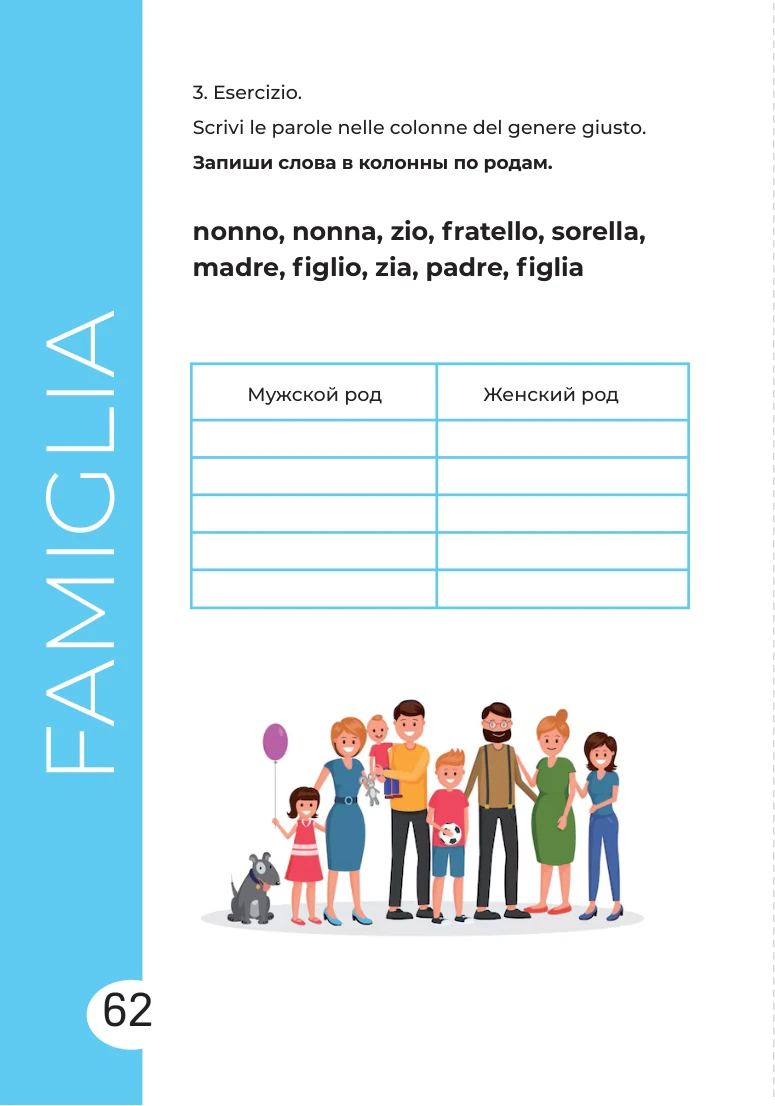 3. Esercizio.
Scrivi le parole nelle colonne del genere giusto.
Запиши слова в колонны по родам.
nonno, nonna, zio, fratello, sorella,
madre, figlio, zia, padre, figlia
Мужской род
Женский род
FAMIGLIA
62